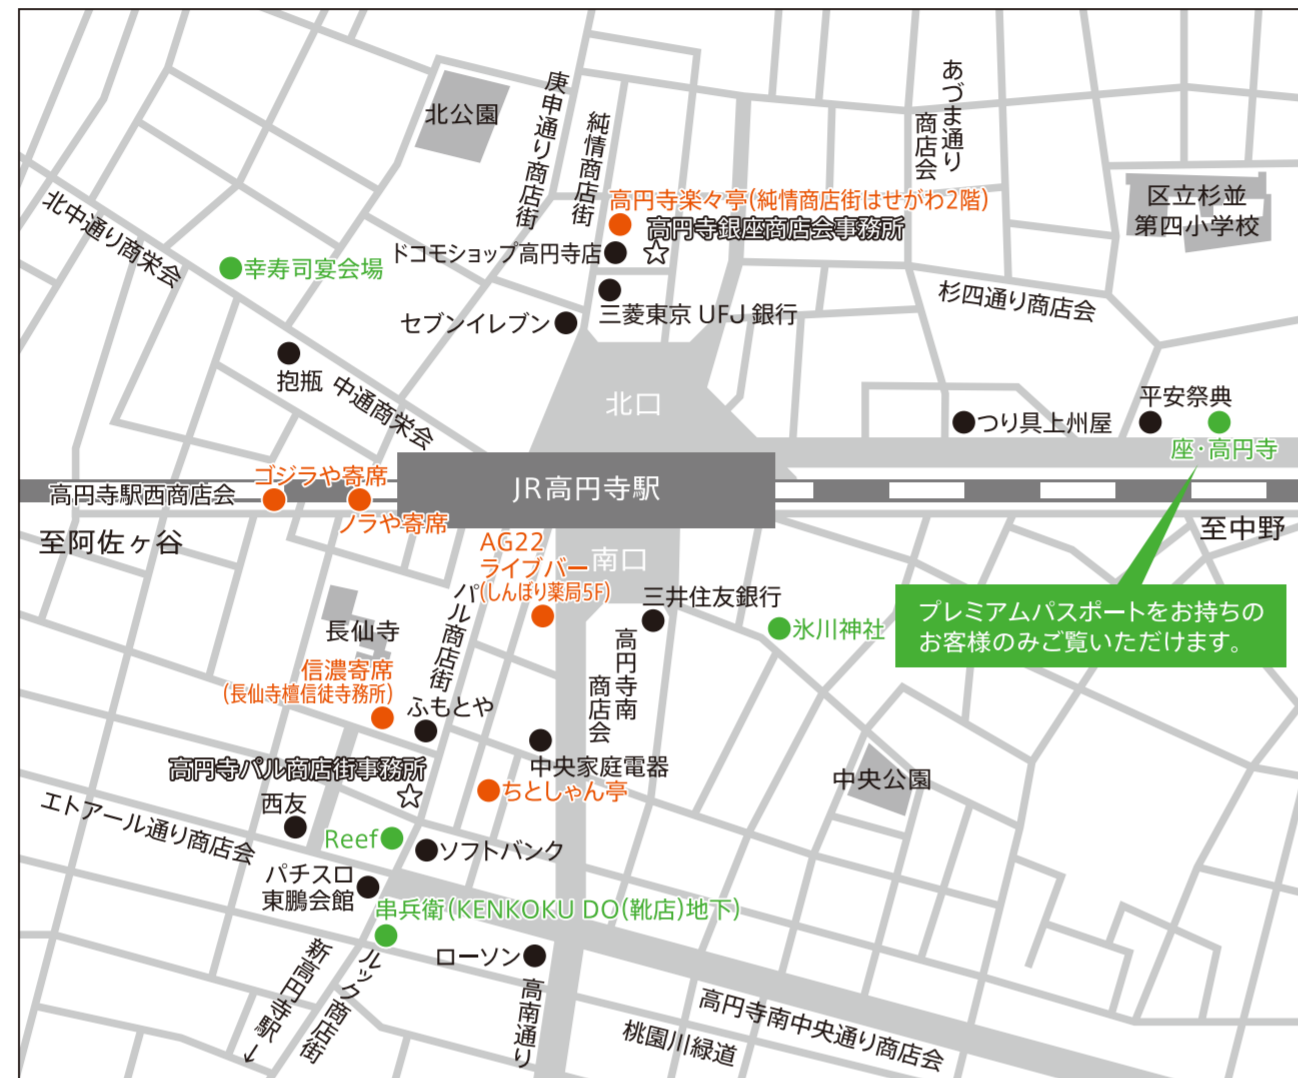 あづま通り
商店会
庚申通り商店街
純情商店街
北公園
区立杉並
第四小学校
北中通り商栄会
高円寺楽々亭(純情商店街はせがわ2階)
高円寺銀座商店会事務所
ドコモショップ高円寺店
幸寿司宴会場
三菱東京 UFJ 銀行
杉四通り商店会
セブンイレブン
抱瓶
中通商栄会
北口
平安祭典
つり具上州屋
座・高円寺
ゴジラや寄席
高円寺駅西商店会
JR高円寺駅
ノラや寄席
至阿佐ヶ谷
至中野
AG22
ライブバー
(しんぼり薬局5F)
南口
パル商店街
三井住友銀行
氷川神社
プレミアムパスポートをお持ちの
お客様のみご覧いただけます。
長仙寺
高円寺南
商店会
信濃寄席
(長仙寺檀信徒寺務所)
ふもとや
高円寺パル商店街事務所
中央家庭電器
中央公園
ちとしゃん亭
エトアール通り商店会
西友
Reef
ソフトバンク
パチスロ
東鵬会館
串兵衛(KENKOKU DO(靴店)地下)
ローソン
新高円寺駅↓
ルック商店街
高南通り
高円寺南中央通り商店会
桃園川緑道